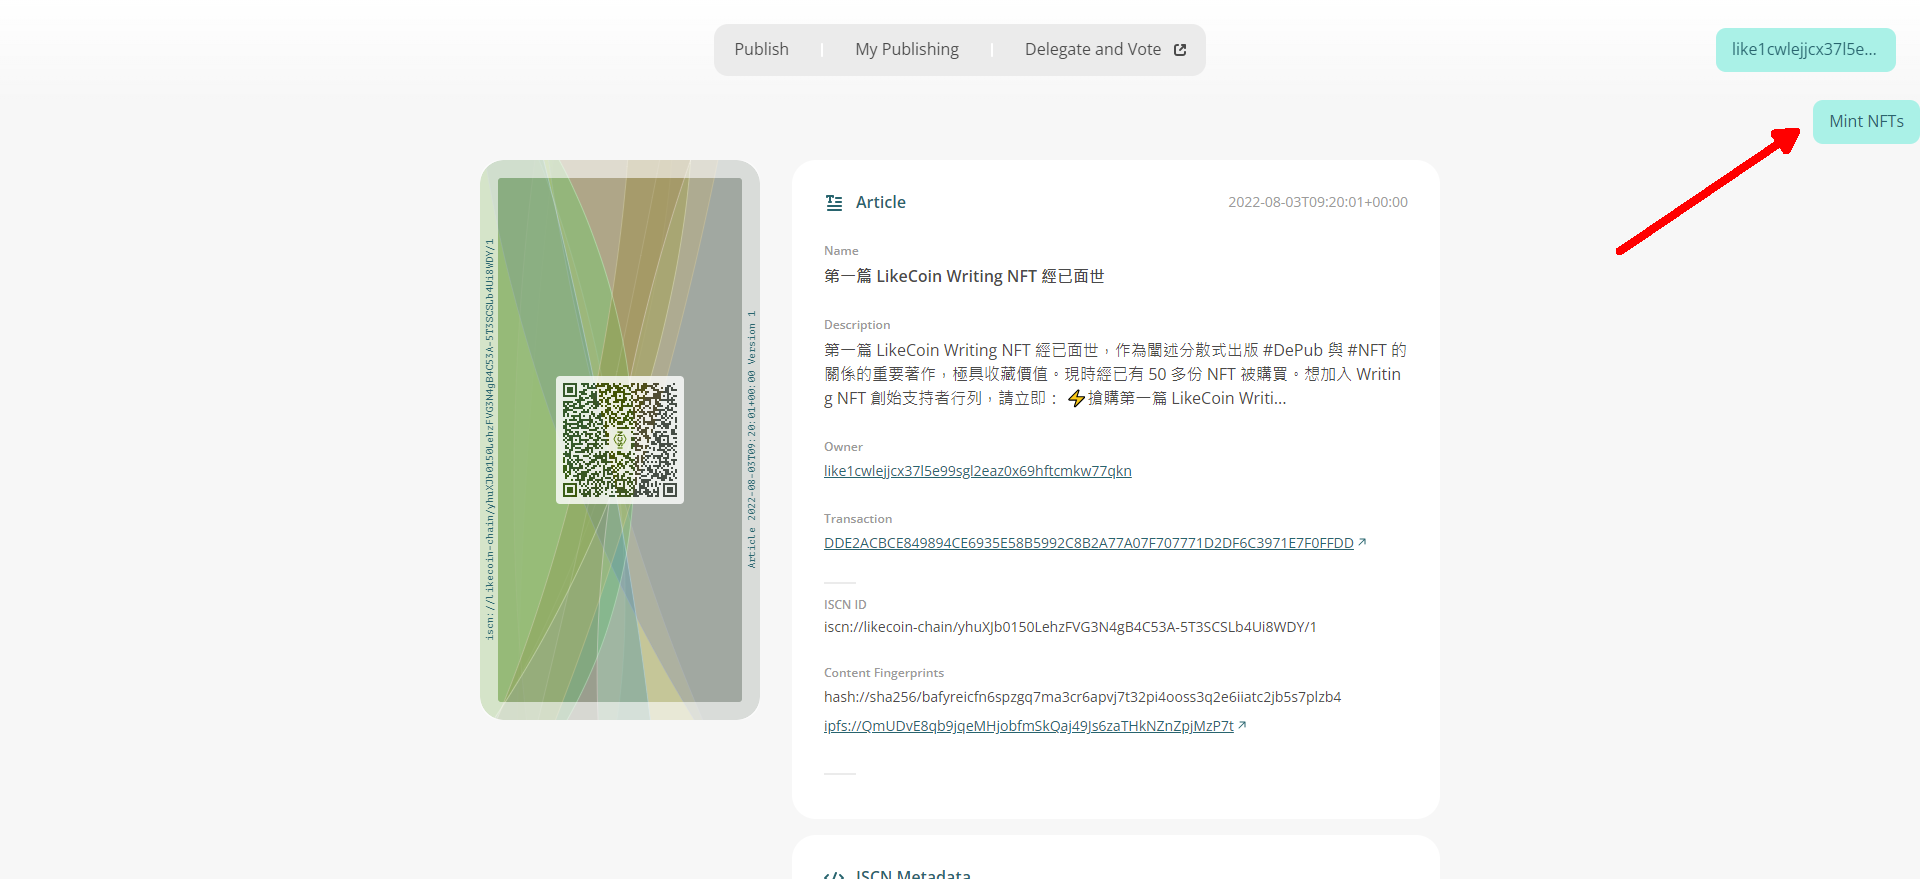 Publish
My Publishing
Delegate and Vote
like1cwlejjcx37l5e...
Mint NFTs
iscn://likecoin-chain/yhuXJb0150LehzFVG3N4gB4C53A-5T3SCSLb4Ui8WDY/1
Article 2022-08-03T09:20:01+00:00 Version 1
ISCN
Article
2022-08-03T09:20:01+00:00
Name
第一篇 LikeCoin Writing NFT 經已面世
Description
第一篇 LikeCoin Writing NFT 經已面世，作為闡述分散式出版 #DePub 與 #NFT 的
關係的重要著作，極具收藏價值。現時經已有 50 多份 NFT 被購買。想加入 Writin
g NFT 創始支持者行列，請立即： ⚡搶購第一篇 LikeCoin Writi...
Owner
like1cwlejjcx37l5e99sgl2eaz0x69hftcmkw77qkn
Transaction
DDE2ACBCE849894CE6935E58B5992C8B2A77A07F707771D2DF6C3971E7F0FFDD
ISCN ID
iscn://likecoin-chain/yhuXJb0150LehzFVG3N4gB4C53A-5T3SCSLb4Ui8WDY/1
Content Fingerprints
hash://sha256/bafyreicfn6spzgq7ma3cr6apvj7t32pi4ooss3q2e6iiatc2jb5s7plzb4
ipfs://QmUDvE8qb9jqeMHjobfmSkQaj49Js6zaTHkNZnZpjMzP7t
ISCN Metadata